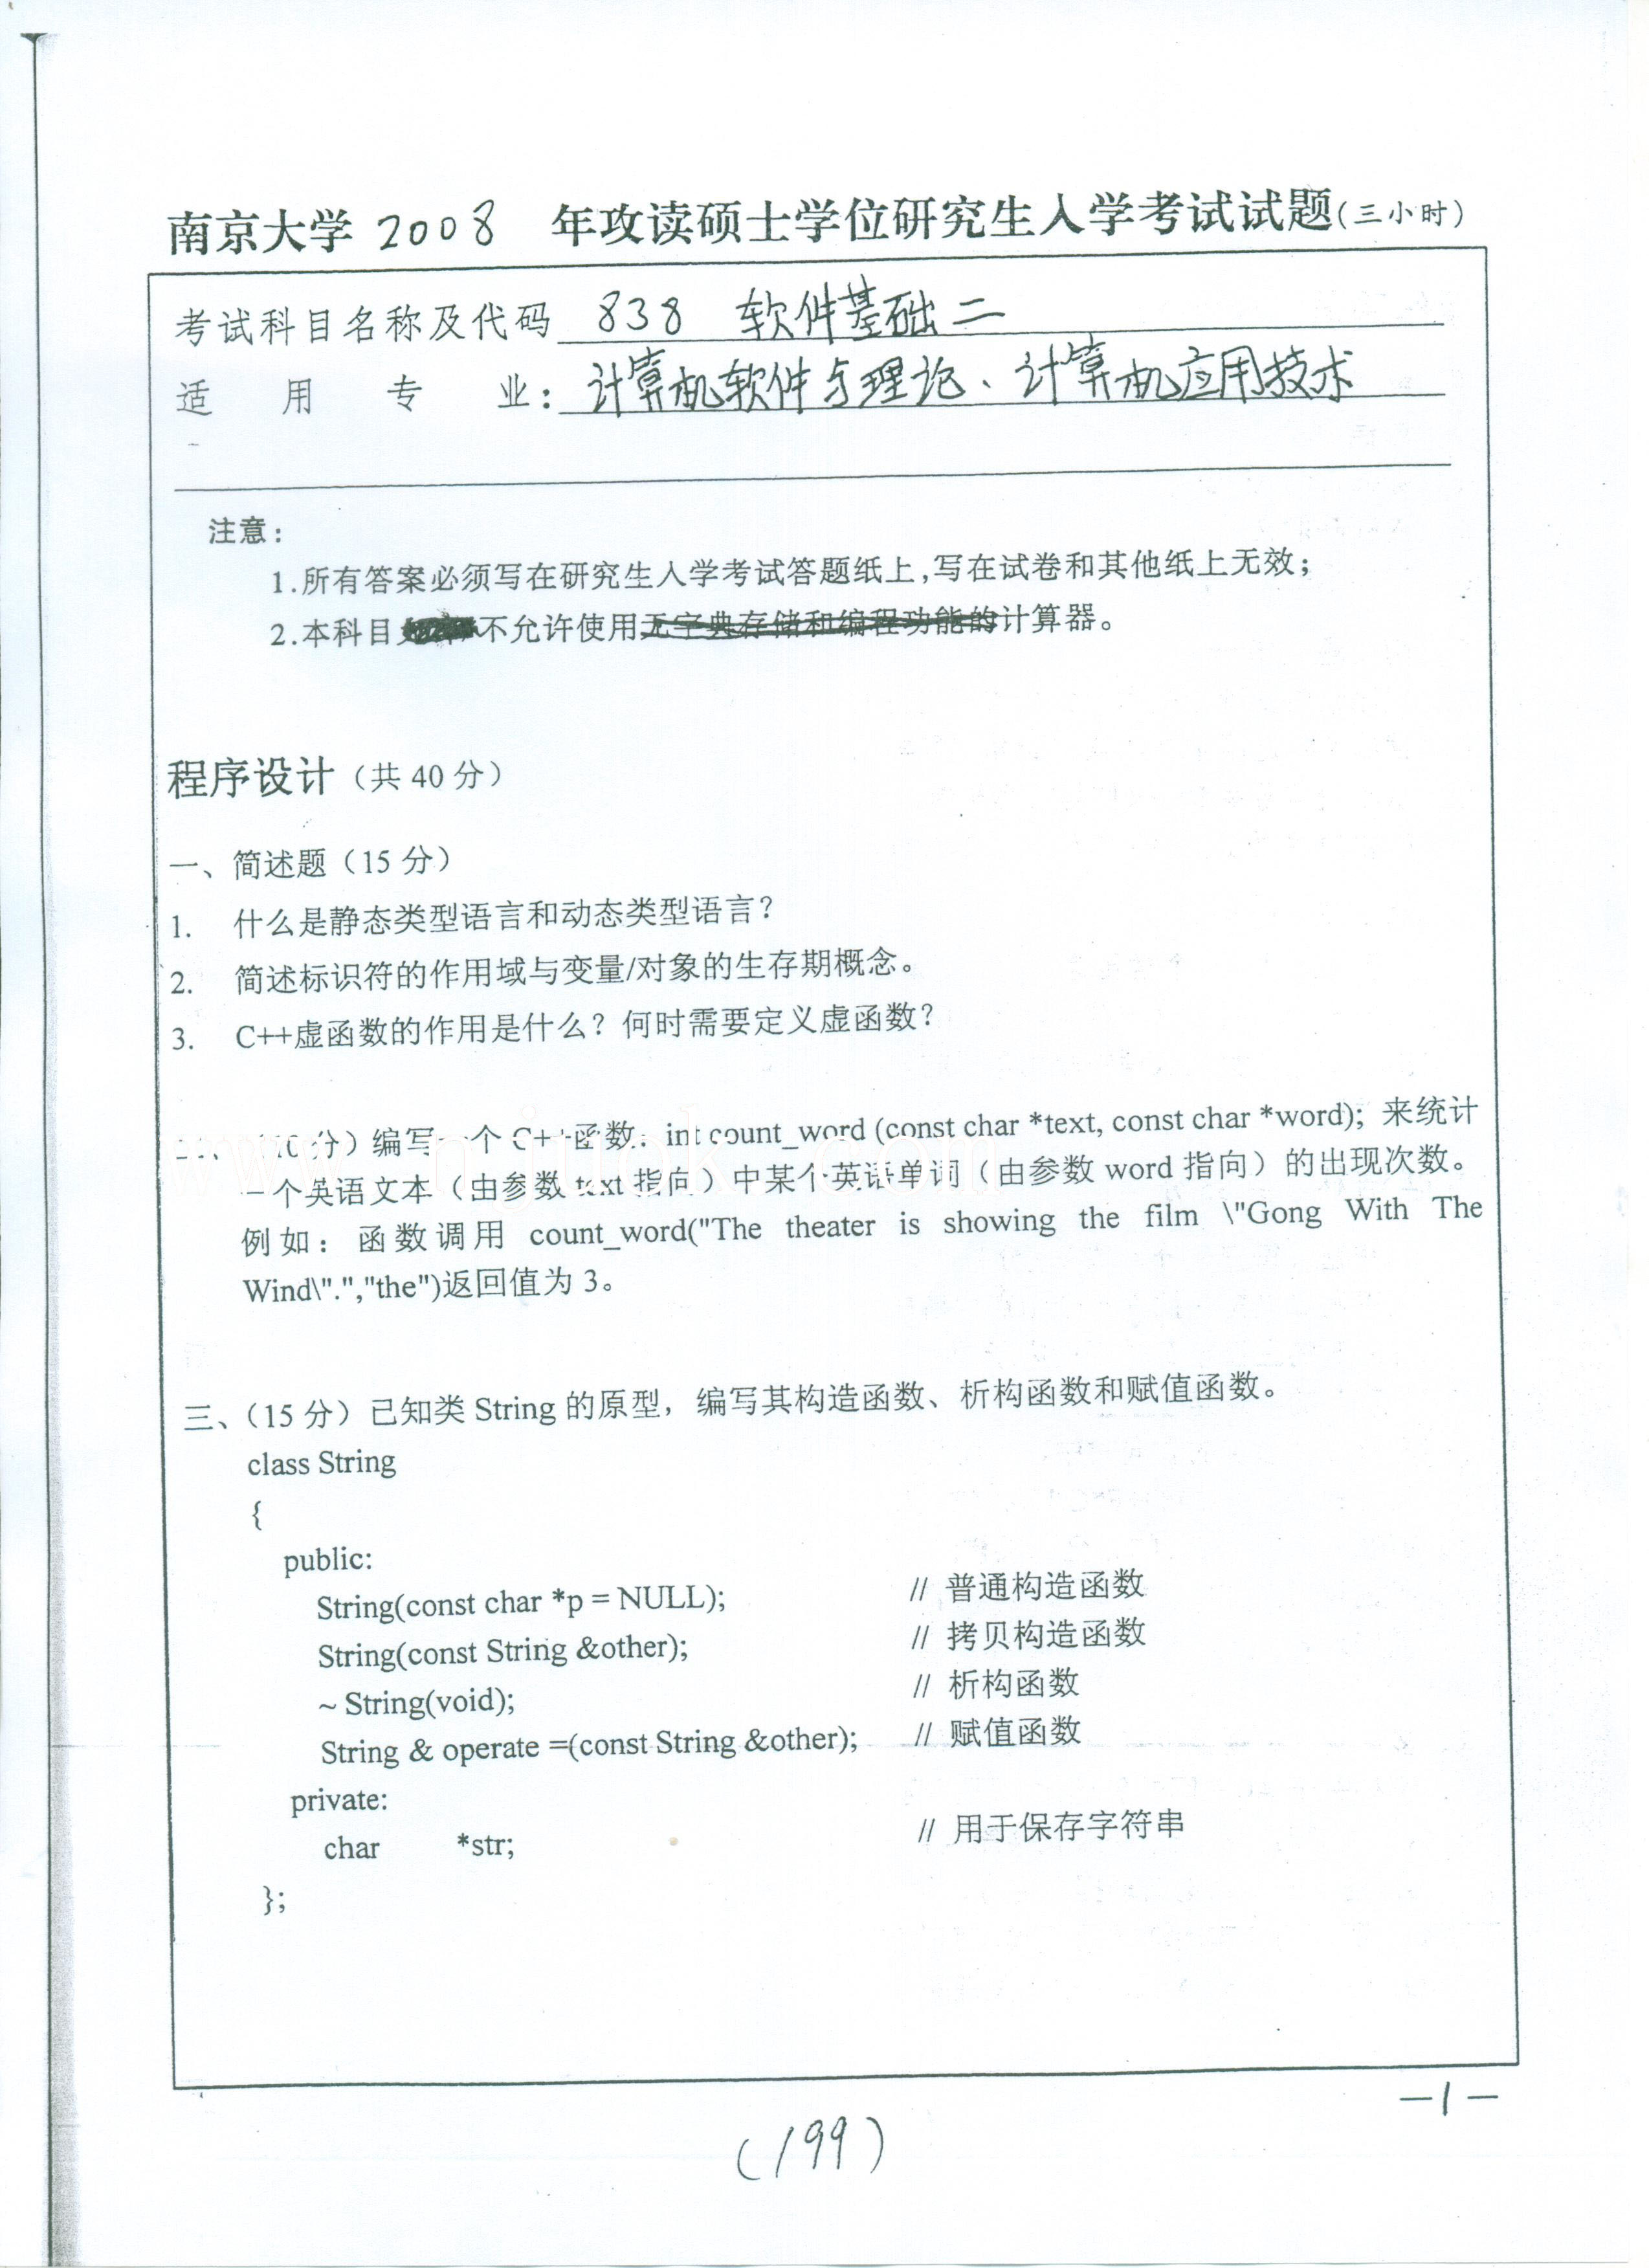 南京大学 2008 年攻读硕士学位研究生入学考试试题(三小时)
考试科目名称及代码 838 软件基础二
适用专业: 计算机软件与理论、计算机应用技术
注意:
1.所有答案必须写在研究生入学考试答题纸上,写在试卷和其他纸上无效;
2.本科目不允许使用无字典存储和编程功能的计算器。
程序设计(共 40 分)
一、简述题(15 分)
1. 什么是静态类型语言和动态类型语言?
2. 简述标识符的作用域与变量/对象的生存期概念。
3. C++虚函数的作用是什么?何时需要定义虚函数?
二、(10 分)编写一个 C++函数:int count_word (const char *text, const char *word); 来统计
一个英语文本(由参数 text 指向)中某个英语单词(由参数 word 指向)的出现次数。
例如:函数调用 count_word("The theater is showing the film \"Gong With The
Wind\".","the")返回值为 3。
三、(15 分)已知类 String 的原型,编写其构造函数、析构函数和赋值函数。
class String
{
public:
String(const char *p = NULL); // 普通构造函数
String(const String &other); // 拷贝构造函数
~ String(void); // 析构函数
String & operate =(const String &other); // 赋值函数
private:
char *str; // 用于保存字符串
};
-1-
(199)